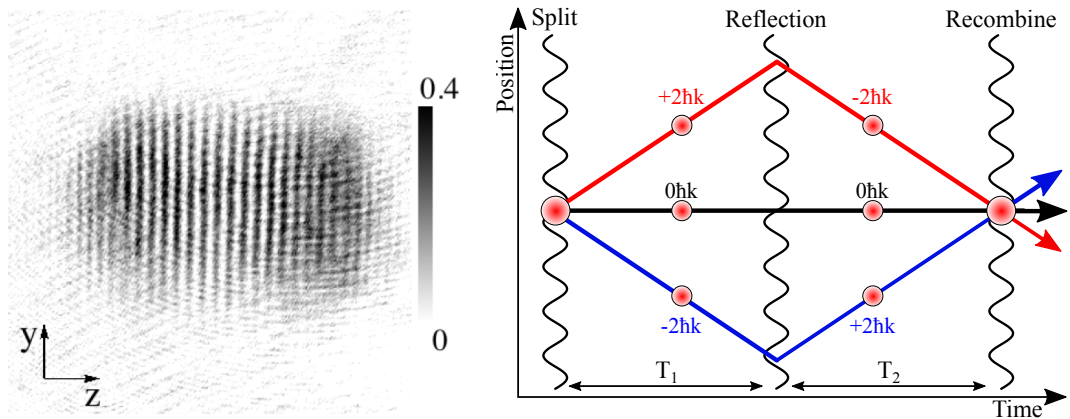 0.4
0
y
z
Split
Reflection
Recombine
Position
+2ħk
-2ħk
0ħk
0ħk
-2ħk
+2ħk
T₁
T₂
Time